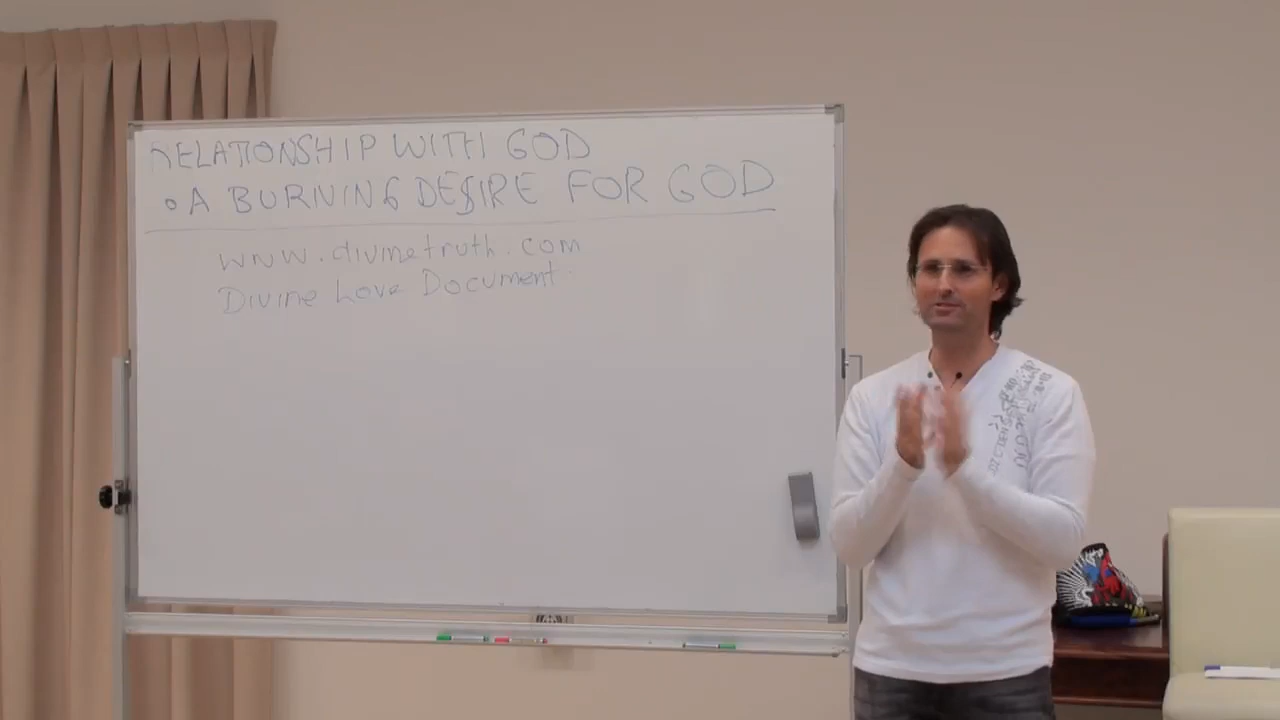 RELATIONSHIP WITH GOD
• A BURNING DESIRE FOR GOD
www.divinetruth.com
Divine Love Document